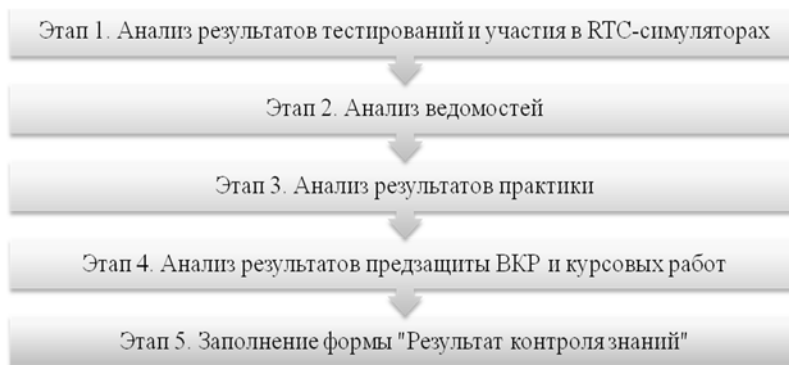 Этап 1. Анализ результатов тестирований и участия в RTC-симуляторах
Этап 2. Анализ ведомостей
Этап 3. Анализ результатов практики
Этап 4. Анализ результатов предзащиты ВКР и курсовых работ
Этап 5. Заполнение формы "Результат контроля знаний"